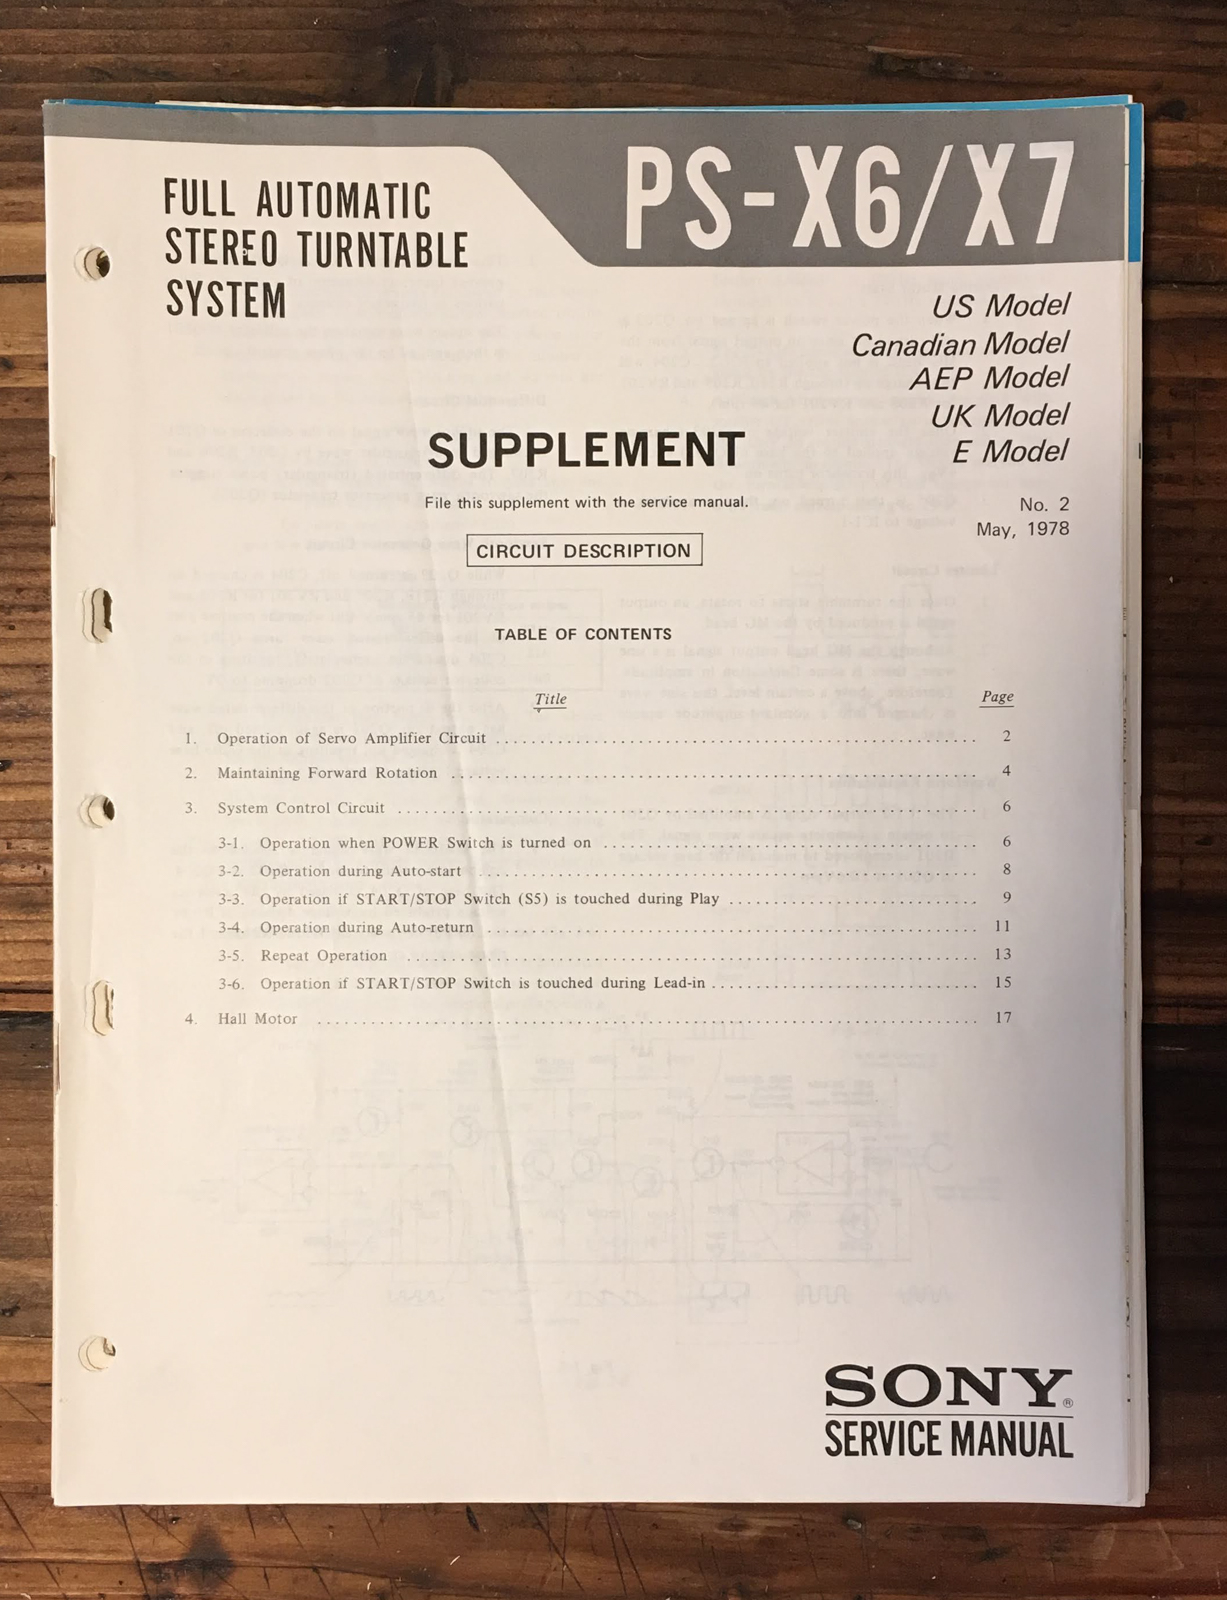 FULL AUTOMATIC
STEREO TURNTABLE
SYSTEM
PS-X6/X7
US Model
Canadian Model
AEP Model
UK Model
E Model
SUPPLEMENT
File this supplement with the service manual.
No. 2
May, 1978
CIRCUIT DESCRIPTION
TABLE OF CONTENTS
Title Page
1. Operation of Servo Amplifier Circuit 2
2. Maintaining Forward Rotation 4
3. System Control Circuit 6
3-1. Operation when POWER Switch is turned on 6
3-2. Operation during Auto-start 8
3-3. Operation if START/STOP Switch (S5) is touched during Play 9
3-4. Operation during Auto-return 11
3-5. Repeat Operation 13
3-6. Operation if START/STOP Switch is touched during Lead-in 15
4. Hall Motor 17
SONY®
SERVICE MANUAL